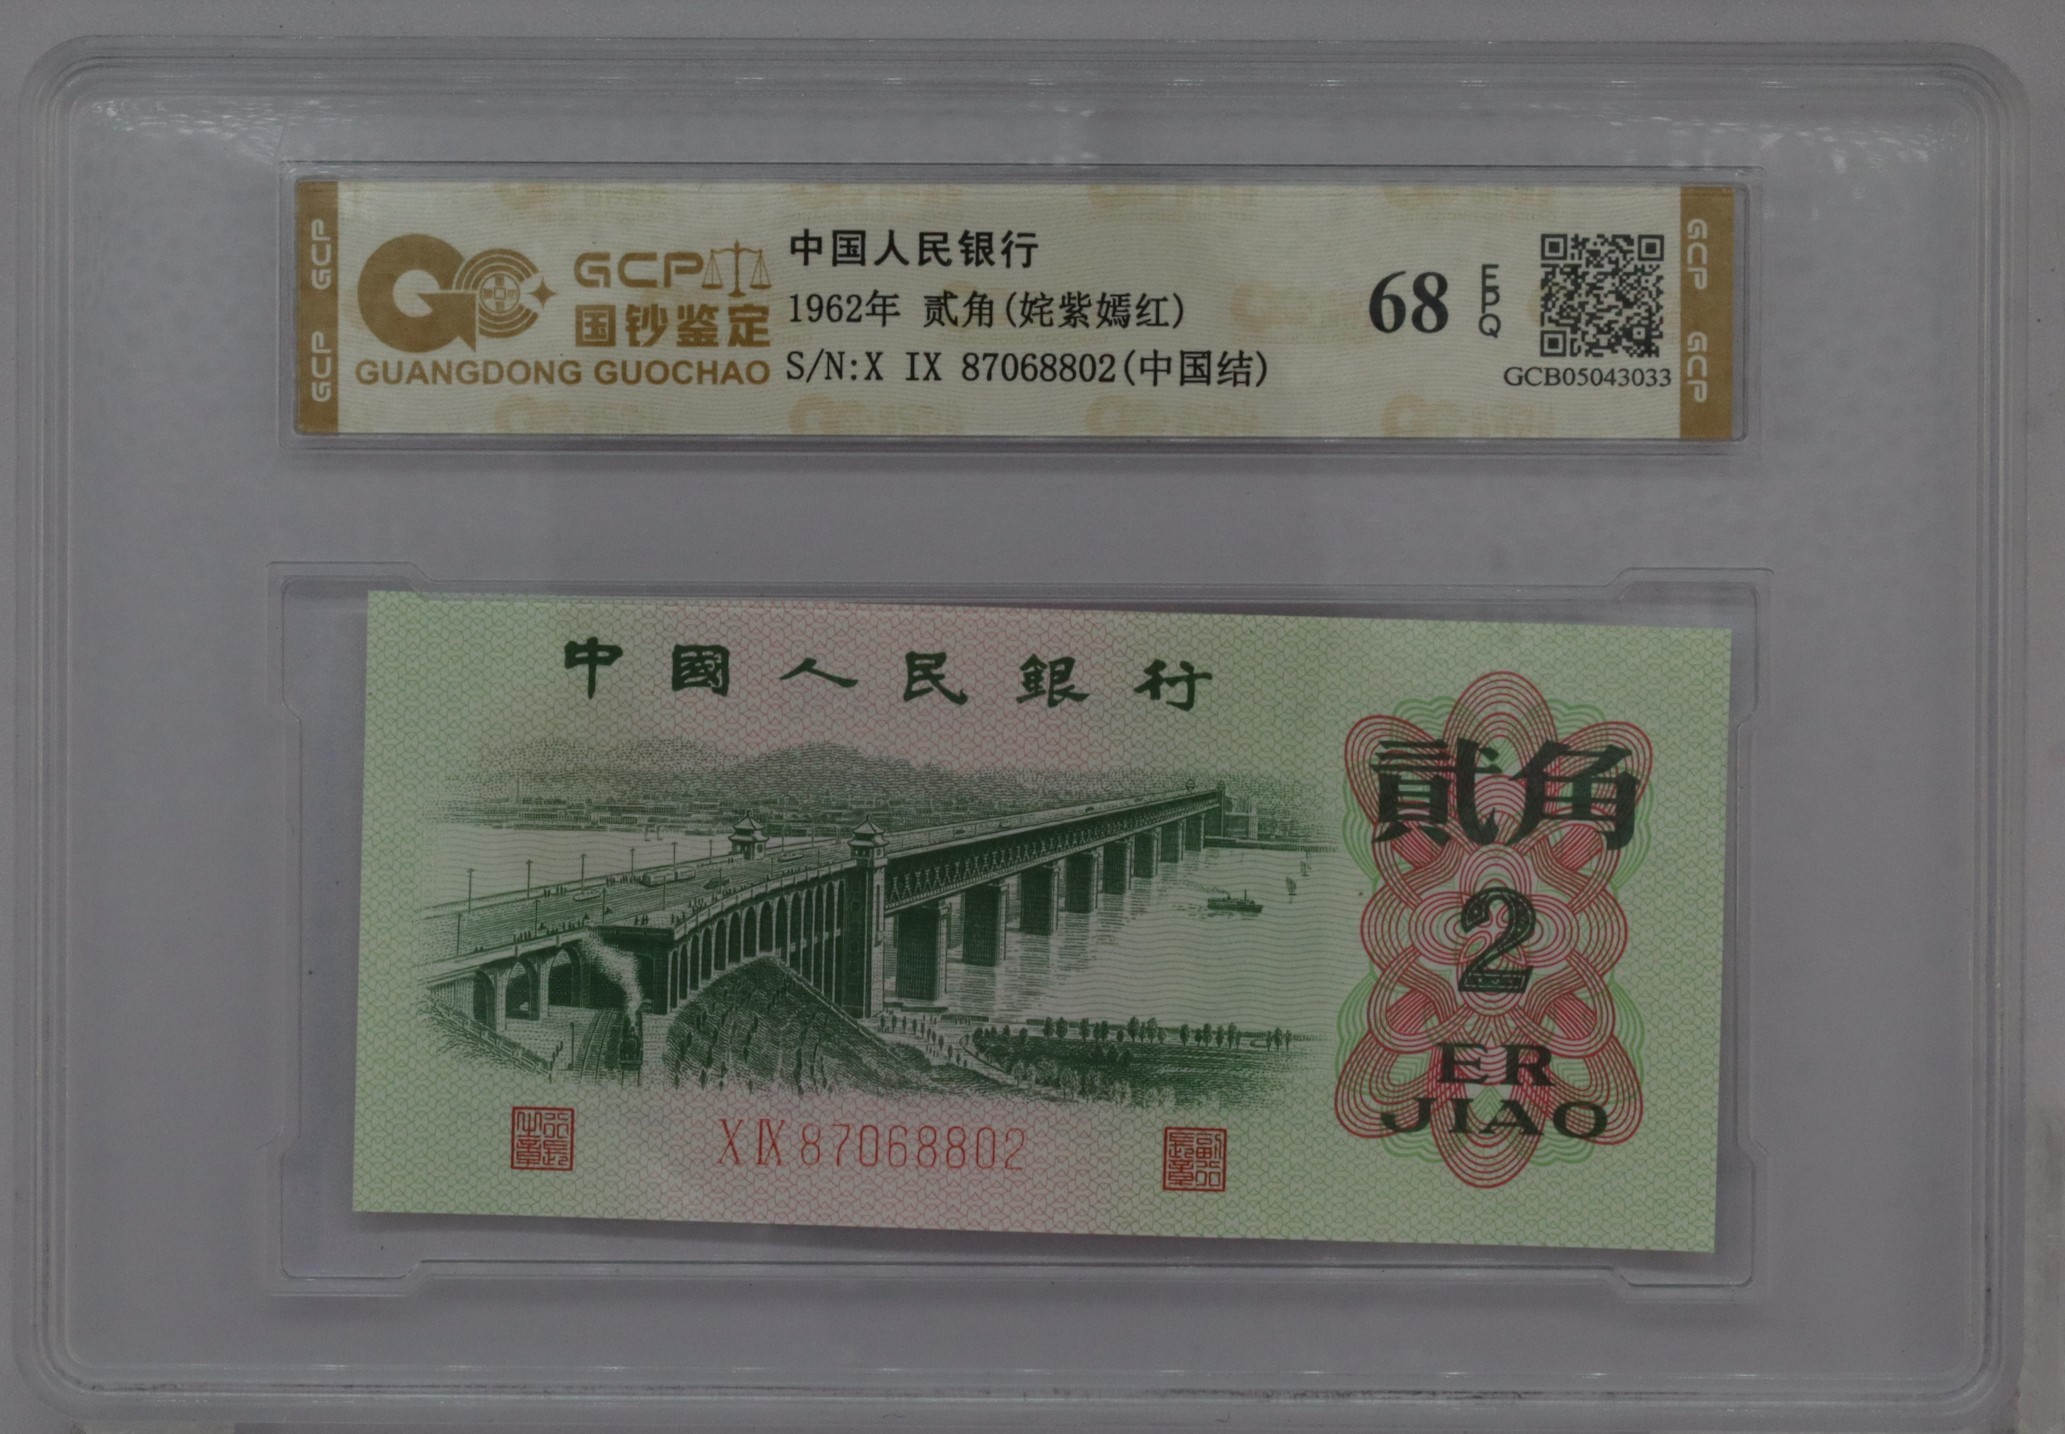 GCP
GCP
GCP
国钞鉴定
GUANGDONG GUOCHAO
中国人民银行
1962年 贰角(姹紫嫣红)
S/N:X IX 87068802(中国结)
68
EPQ
GCB05043033
GCP
GCP
中國人民銀行
貳角
2
ER
JIAO
X IX 87068802